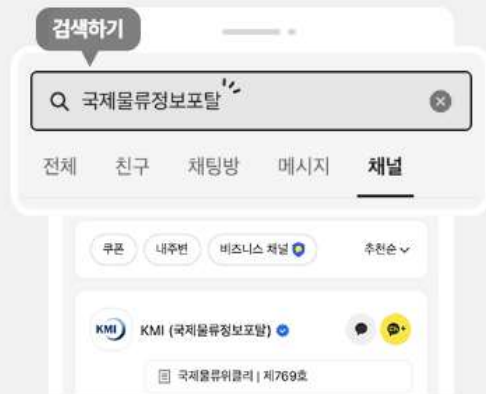 검색하기
국제물류정보포탈
전체 친구 채팅방 메시지 채널
쿠폰 내주변 비즈니스 채널 추천순
KMI KMI (국제물류정보포탈)
Ch+
국제물류위클리 | 제769호